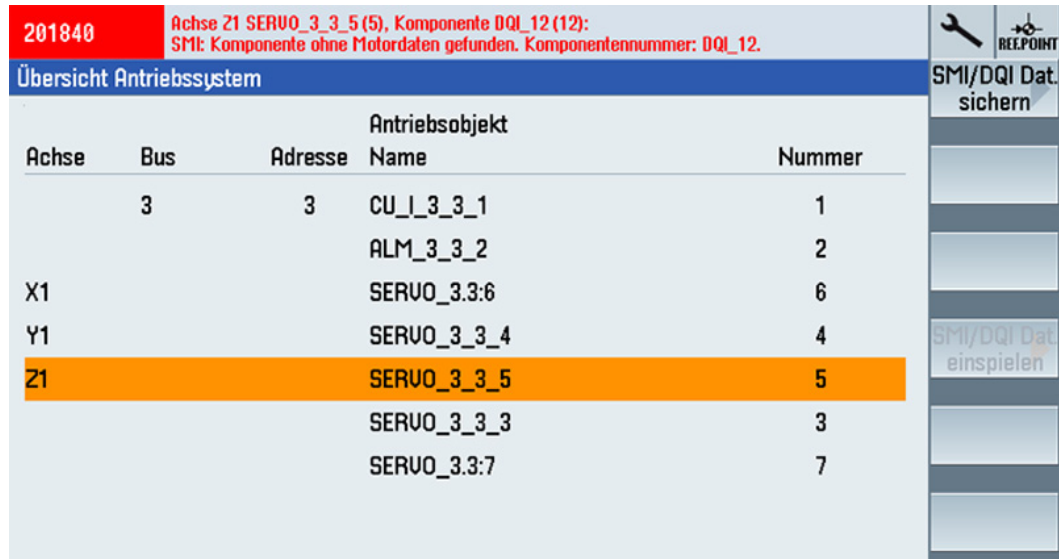 201840
Achse Z1 SERVO_3_3_5 (5), Komponente DQI_12 (12):
SMI: Komponente ohne Motordaten gefunden. Komponentennummer: DQI_12.
REF.POINT
Übersicht Antriebssystem
SMI/DQI Dat.
sichern
Antriebsobjekt
Achse Bus Adresse Name Nummer
3 3 CU_I_3_3_1 1
ALM_3_3_2 2
X1 SERVO_3.3:6 6
Y1 SERVO_3_3_4 4
SMI/DQI Dat.
einspielen
Z1 SERVO_3_3_5 5
SERVO_3_3_3 3
SERVO_3.3:7 7